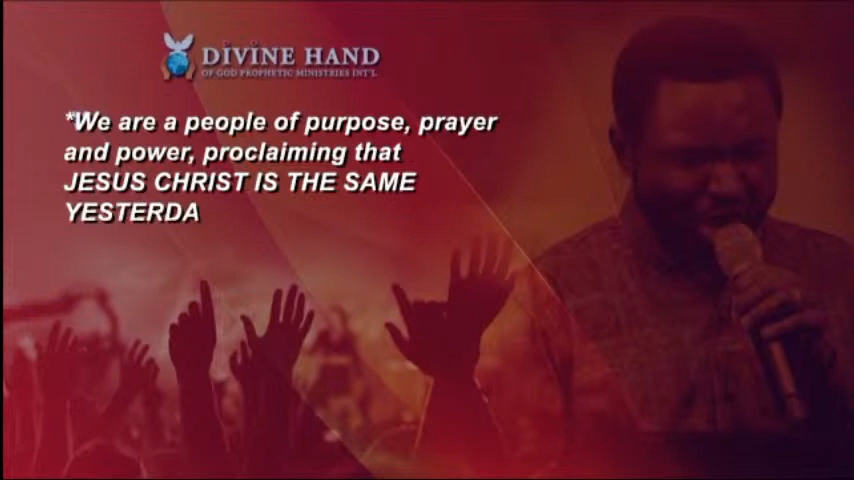 DIVINE HAND
OF GOD PROPHETIC MINISTRIES INT'L
*We are a people of purpose, prayer
and power, proclaiming that
JESUS CHRIST IS THE SAME
YESTERDA